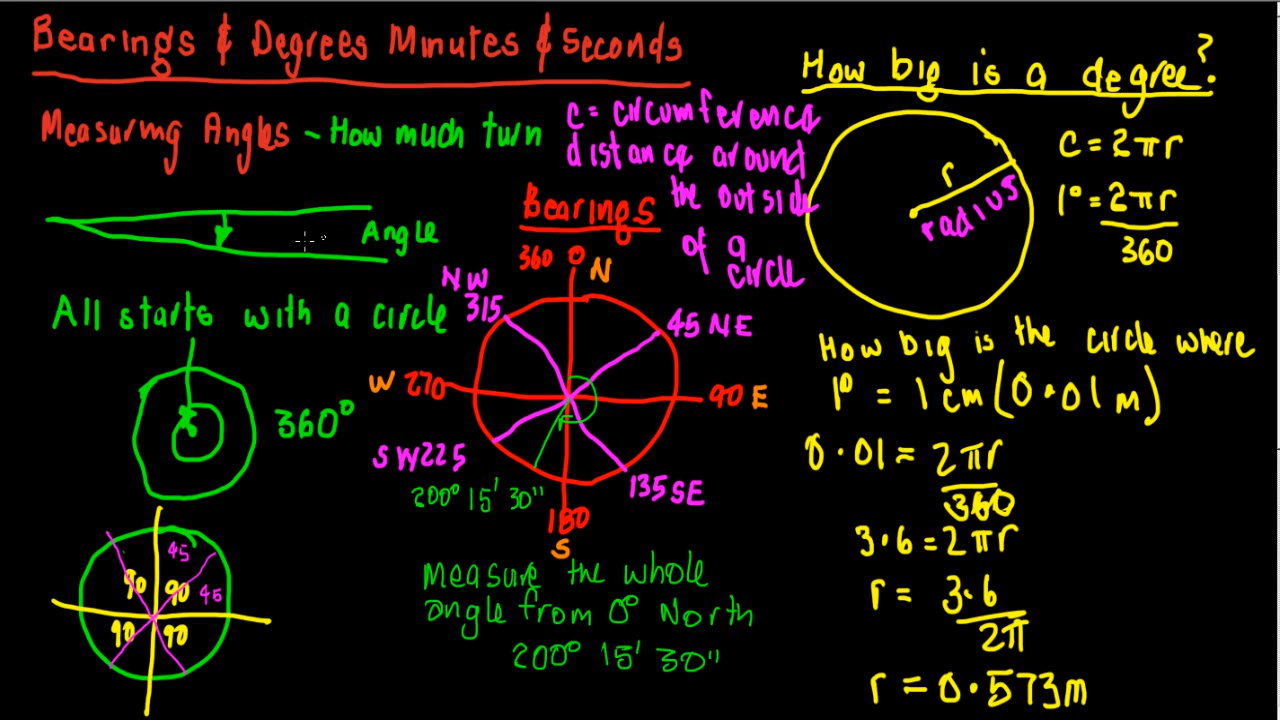 Bearings & Degrees Minutes & Seconds
Measuring Angles ~ How much turn
Angle
All starts with a circle
360°
45
90 90 45
90 90
c = circumference
distance around
the outside
of a
circle
Bearings
360 0
N
NW
315
45 NE
W 270
90 E
SW225
135SE
200° 15' 30"
180
S
Measure the whole
angle from 0° North
200° 15' 30"
How big is a degree?
r
radius
c = 2πr
1° = 2πr
360
How big is the circle where
1° = 1 cm (0.01 m)
0.01 = 2πr
360
3.6 = 2πr
r = 3.6
2π
r = 0.573m